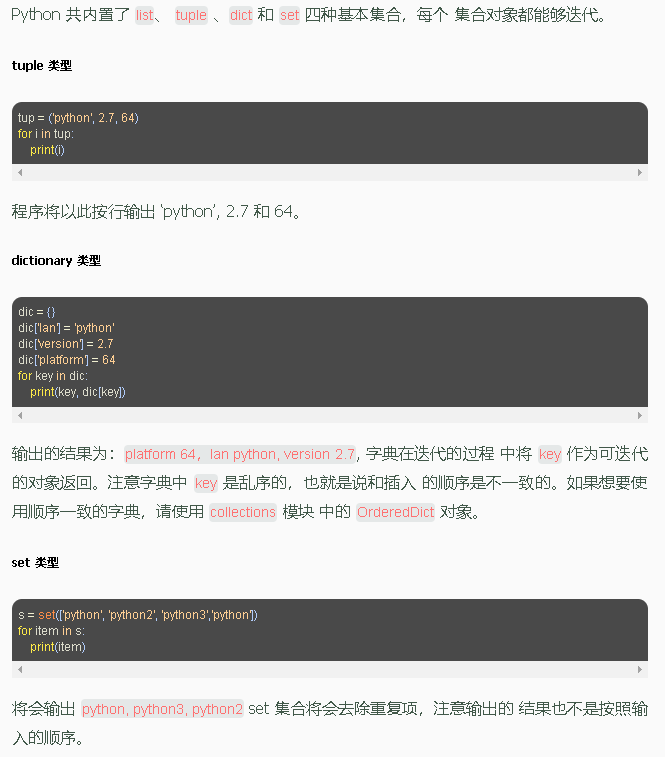 Python 共内置了 list、 tuple 、dict 和 set 四种基本集合，每个 集合对象都能够迭代。
tuple 类型
tup = ('python', 2.7, 64)
for i in tup:
    print(i)
程序将以此按行输出 ‘python’, 2.7 和 64。
dictionary 类型
dic = {}
dic['lan'] = 'python'
dic['version'] = 2.7
dic['platform'] = 64
for key in dic:
    print(key, dic[key])
输出的结果为：platform 64，lan python, version 2.7, 字典在迭代的过程 中将 key 作为可迭代
的对象返回。注意字典中 key 是乱序的，也就是说和插入 的顺序是不一致的。如果想要使
用顺序一致的字典，请使用 collections 模块 中的 OrderedDict 对象。
set 类型
s = set(['python', 'python2', 'python3','python'])
for item in s:
    print(item)
将会输出 python, python3, python2 set 集合将会去除重复项，注意输出的 结果也不是按照输
入的顺序。